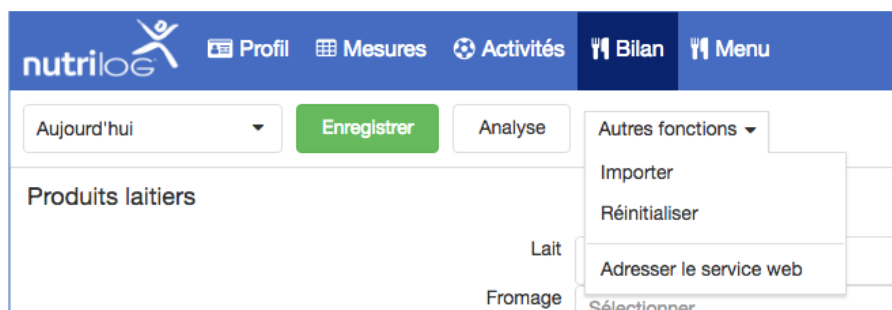 nutrilog Profil Mesures Activités Bilan Menu
Aujourd'hui Enregistrer Analyse Autres fonctions
Importer
Produits laitiers
Réinitialiser
Lait
Adresser le service web
Fromage Sélectionner